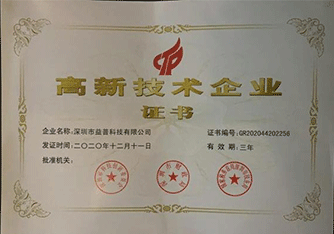 高新技术企业
证书
企业名称:深圳市益普科技有限公司 证书编号:GR202044202258
发证时间:二〇二〇年十二月十一日 有 效 期:三年
批准机关: